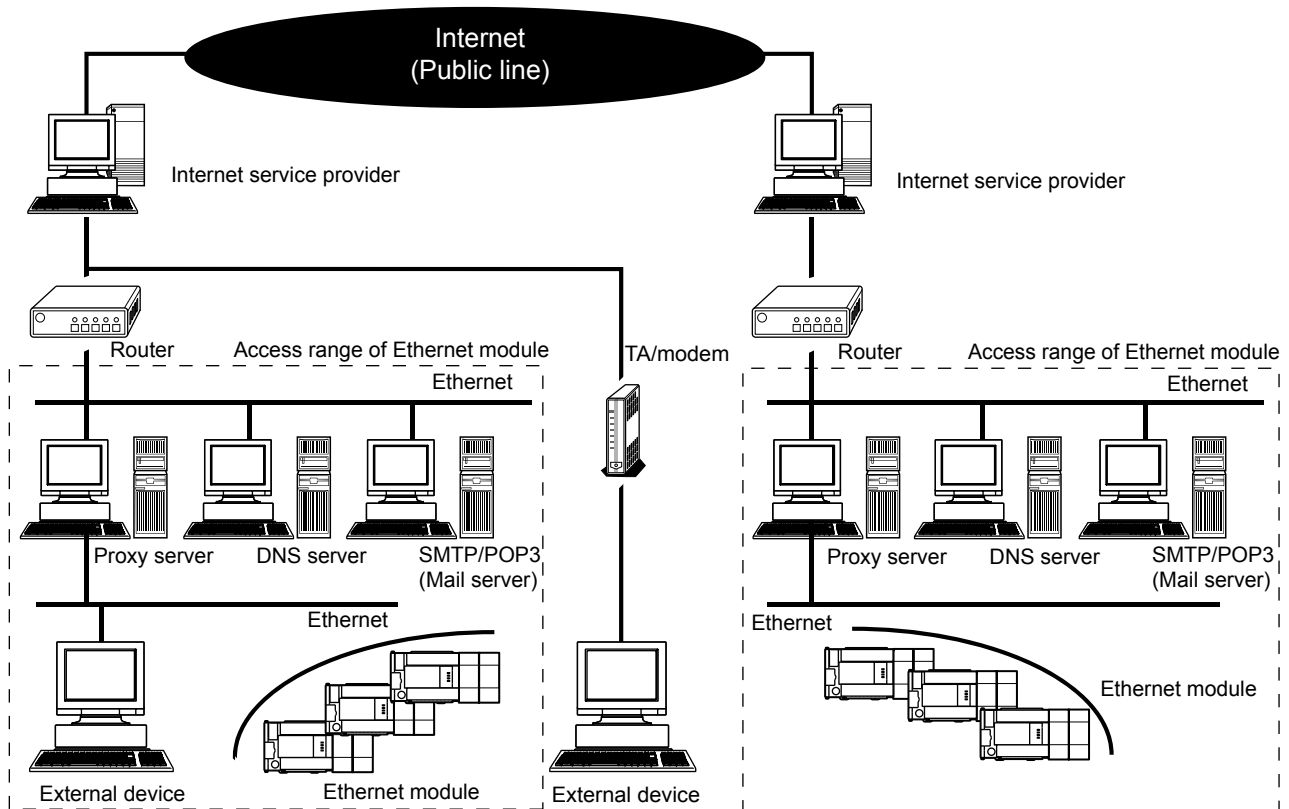 Internet
(Public line)
Internet service provider
Internet service provider
Router
Access range of Ethernet module
TA/modem
Router
Access range of Ethernet module
Ethernet
Ethernet
Proxy server
DNS server
SMTP/POP3
(Mail server)
Proxy server
DNS server
SMTP/POP3
(Mail server)
Ethernet
Ethernet
Ethernet module
External device
Ethernet module
External device